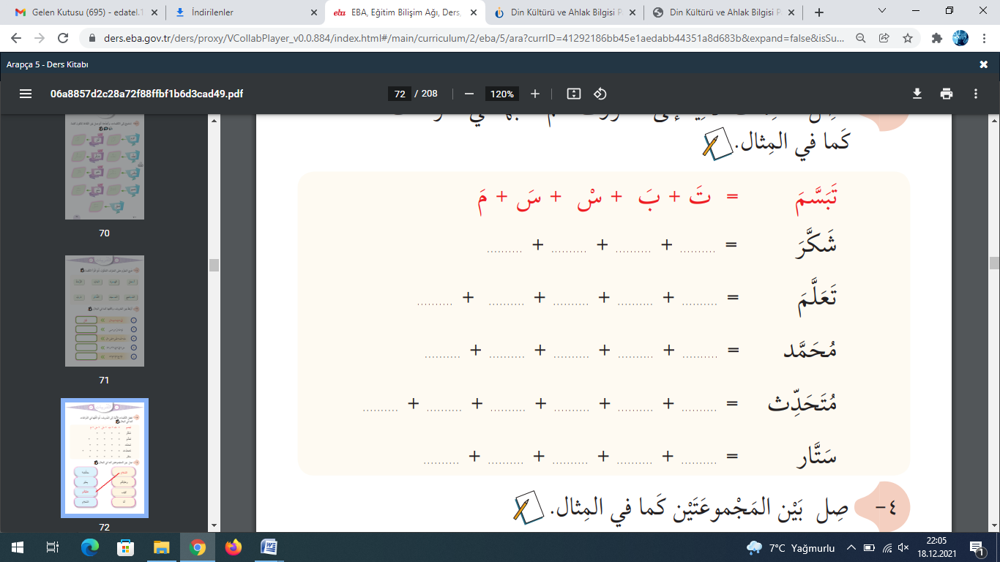 Gelen Kutusu (695) - edatel.1
İndirilenler
EBA, Eğitim Bilişim Ağı, Ders,
Din Kültürü ve Ahlak Bilgisi P
Din Kültürü ve Ahlak Bilgisi P
ders.eba.gov.tr/ders/proxy/VCollabPlayer_v0.0.884/index.html#/main/curriculum/2/eba/5/ara?currID=41292186bb45e1aedabb44351a8d683b&expand=false&isSu...
Arapça 5 - Ders Kitabı
06a8857d2c28a72f88ffbf1b6d3cad49.pdf
72 / 208
120%
70
71
72
كَما في المِثال.
تَبَسَّمَ = تَ + بَ + سْ + سَ + مَ
شَكَّرَ = .......... + .......... + .......... + ..........
تَعَلَّمَ = .......... + .......... + .......... + .......... + ..........
مُحَمَّد = .......... + .......... + .......... + .......... + ..........
مُتَحَدِّث = .......... + .......... + .......... + .......... + .......... + ..........
سَتَّار = .......... + .......... + .......... + .......... + ..........
٤- صِل بَيْن المَجْموعَتَيْن كَما في المِثال.
7°C Yağmurlu
22:05
18.12.2021
1